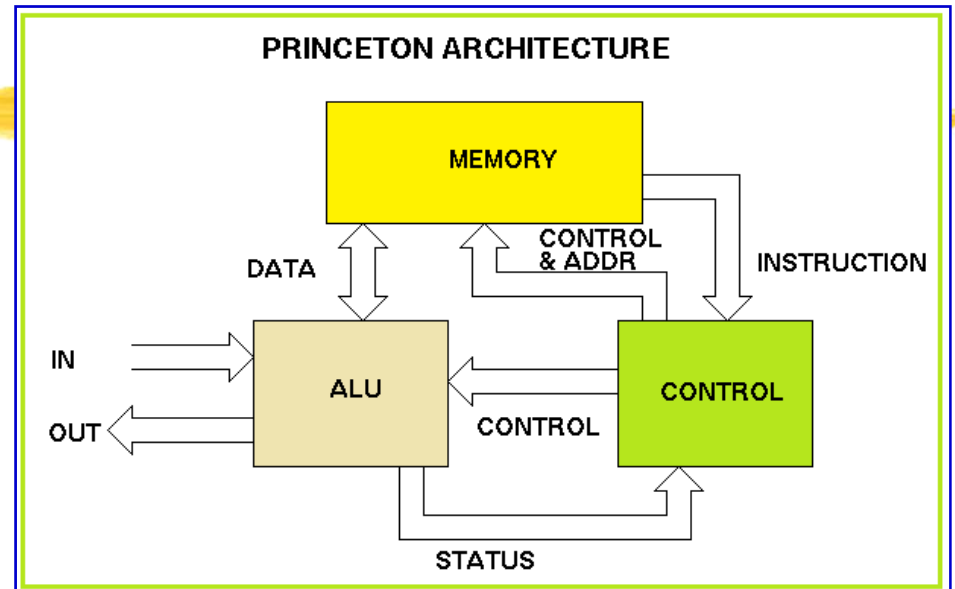 PRINCETON ARCHITECTURE
MEMORY
CONTROL
& ADDR
DATA
INSTRUCTION
IN
ALU
CONTROL
OUT
CONTROL
STATUS